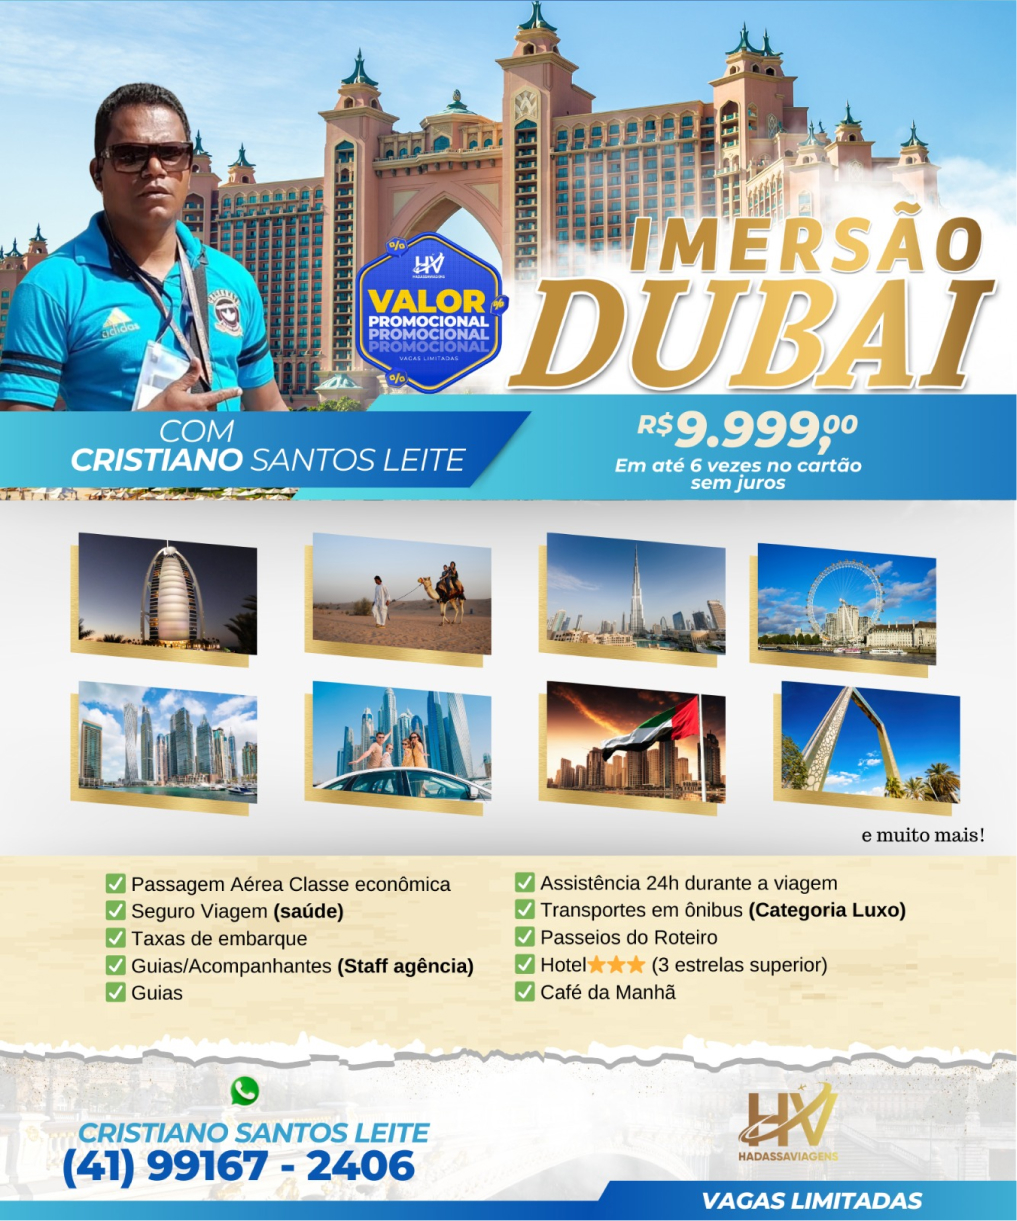 IMERSÃO
DUBAI
HV
HADASSAVIAGENS
VALOR
PROMOCIONAL
PROMOCIONAL
PROMOCIONAL
VAGAS LIMITADAS
%
%
%
%
adidas
COM
CRISTIANO SANTOS LEITE
R$9.999,00
Em até 6 vezes no cartão
sem juros
e muito mais!
Passagem Aérea Classe econômica
Seguro Viagem (saúde)
Taxas de embarque
Guias/Acompanhantes (Staff agência)
Guias
Assistência 24h durante a viagem
Transportes em ônibus (Categoria Luxo)
Passeios do Roteiro
Hotel⭐⭐⭐ (3 estrelas superior)
Café da Manhã
CRISTIANO SANTOS LEITE
(41) 99167 - 2406
HV
HADASSAVIAGENS
VAGAS LIMITADAS